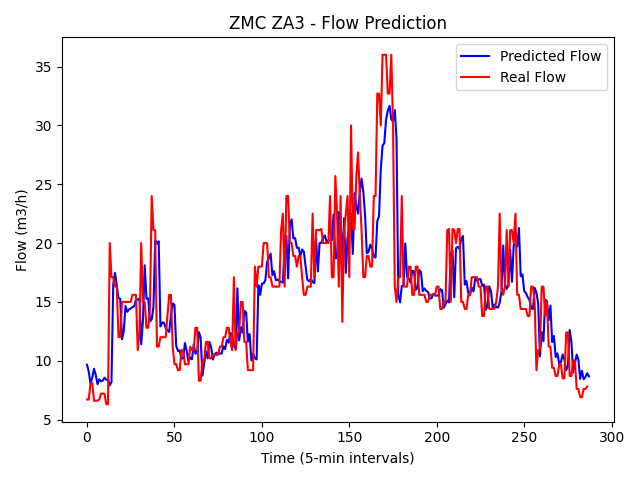 ZMC ZA3 - Flow Prediction
Predicted Flow
Real Flow
Flow (m3/h)
35
30
25
20
15
10
5
0
50
100
150
200
250
300
Time (5-min intervals)